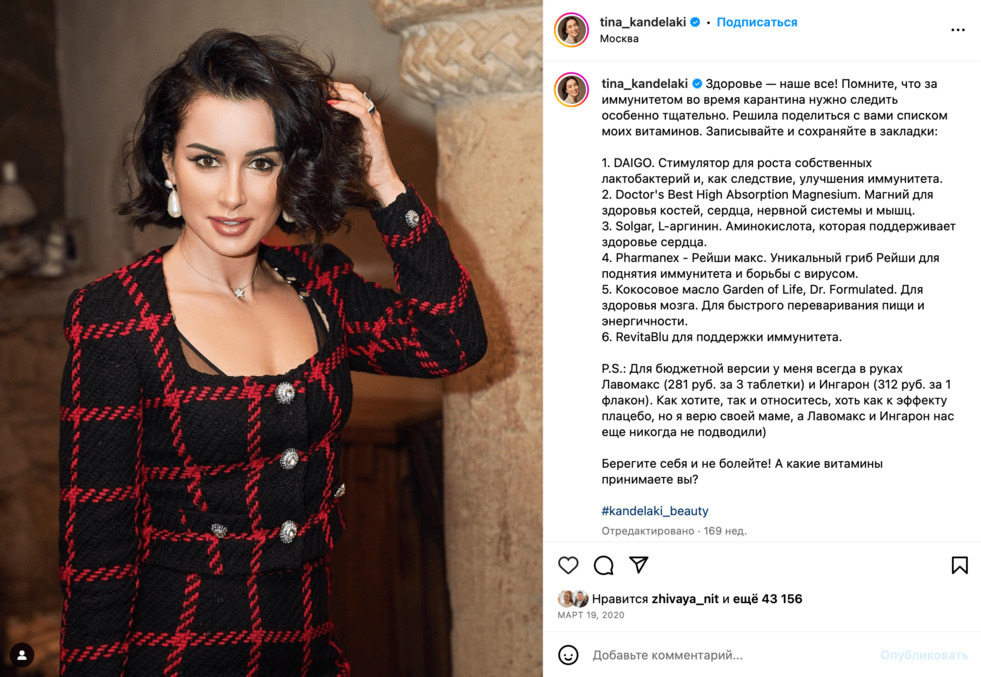 tina_kandelaki • Подписаться
Москва
tina_kandelaki Здоровье — наше все! Помните, что за
иммунитетом во время карантина нужно следить
особенно тщательно. Решила поделиться с вами списком
моих витаминов. Записывайте и сохраняйте в закладки:
1. DAIGO. Стимулятор для роста собственных
лактобактерий и, как следствие, улучшения иммунитета.
2. Doctor's Best High Absorption Magnesium. Магний для
здоровья костей, сердца, нервной системы и мышц.
3. Solgar, L-аргинин. Аминокислота, которая поддерживает
здоровье сердца.
4. Pharmanex - Рейши макс. Уникальный гриб Рейши для
поднятия иммунитета и борьбы с вирусом.
5. Кокосовое масло Garden of Life, Dr. Formulated. Для
здоровья мозга. Для быстрого переваривания пищи и
энергичности.
6. RevitaBlu для поддержки иммунитета.
P.S.: Для бюджетной версии у меня всегда в руках
Лавомакс (281 руб. за 3 таблетки) и Ингарон (312 руб. за 1
флакон). Как хотите, так и относитесь, хоть как к эффекту
плацебо, но я верю своей маме, а Лавомакс и Ингарон нас
еще никогда не подводили)
Берегите себя и не болейте! А какие витамины
принимаете вы?
#kandelaki_beauty
Отредактировано · 169 нед.
Нравится zhivaya_nit и ещё 43 156
МАРТ 19, 2020
Добавьте комментарий... Опубликовать